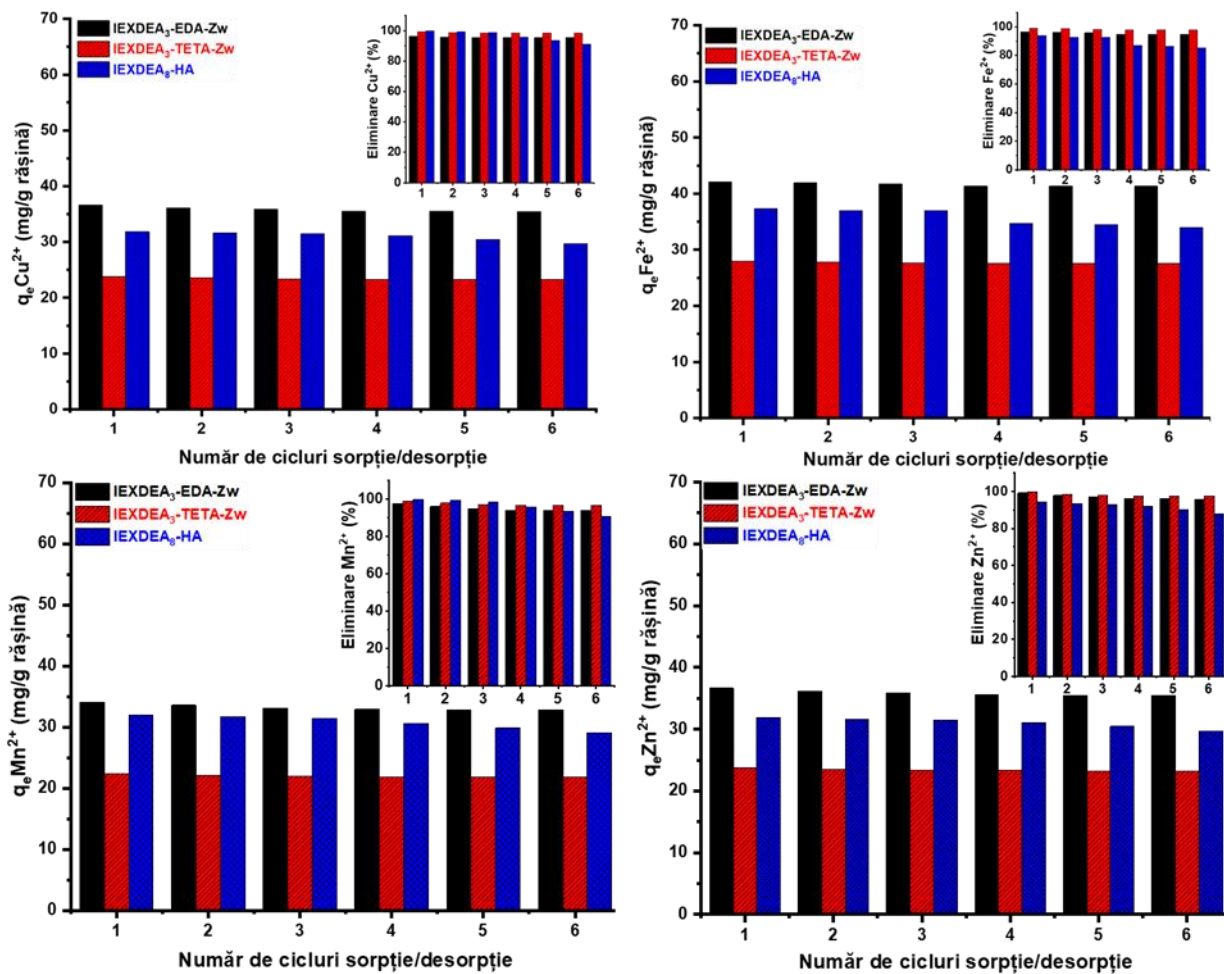 IEXDEA₃-EDA-Zw
IEXDEA₃-TETA-Zw
IEXDEA₈-HA
qₑCu²⁺ (mg/g rășină)
70
60
50
40
30
20
10
0
1 2 3 4 5 6
Număr de cicluri sorpție/desorpție
Eliminare Cu²⁺ (%)
100
80
60
40
20
0
1 2 3 4 5 6
IEXDEA₃-EDA-Zw
IEXDEA₃-TETA-Zw
IEXDEA₈-HA
qₑFe²⁺ (mg/g rășină)
70
60
50
40
30
20
10
0
1 2 3 4 5 6
Număr de cicluri sorpție/desorpție
Eliminare Fe²⁺ (%)
100
80
60
40
20
0
1 2 3 4 5 6
IEXDEA₃-EDA-Zw
IEXDEA₃-TETA-Zw
IEXDEA₈-HA
qₑMn²⁺ (mg/g rășină)
70
60
50
40
30
20
10
0
1 2 3 4 5 6
Număr de cicluri sorpție/desorpție
Eliminare Mn²⁺ (%)
100
80
60
40
20
0
1 2 3 4 5 6
IEXDEA₃-EDA-Zw
IEXDEA₃-TETA-Zw
IEXDEA₈-HA
qₑZn²⁺ (mg/g rășină)
70
60
50
40
30
20
10
0
1 2 3 4 5 6
Număr de cicluri sorpție/desorpție
Eliminare Zn²⁺ (%)
100
80
60
40
20
0
1 2 3 4 5 6